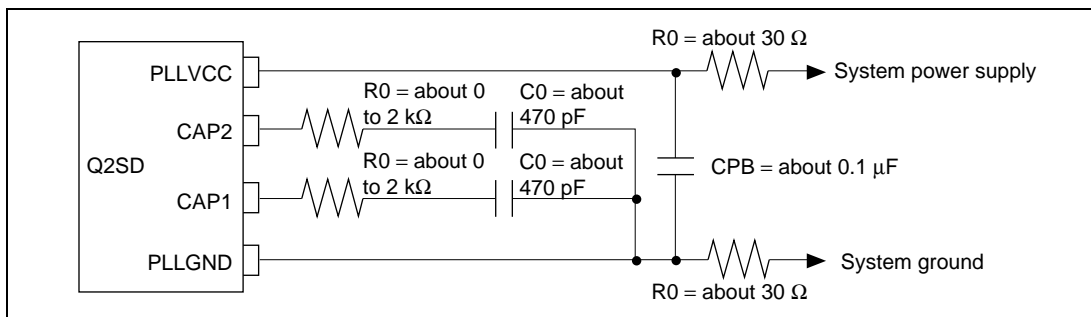 R0 = about 30 Ω
PLLVCC
System power supply
R0 = about 0
to 2 kΩ
C0 = about
470 pF
CAP2
Q2SD
R0 = about 0
to 2 kΩ
C0 = about
470 pF
CPB = about 0.1 μF
CAP1
PLLGND
System ground
R0 = about 30 Ω